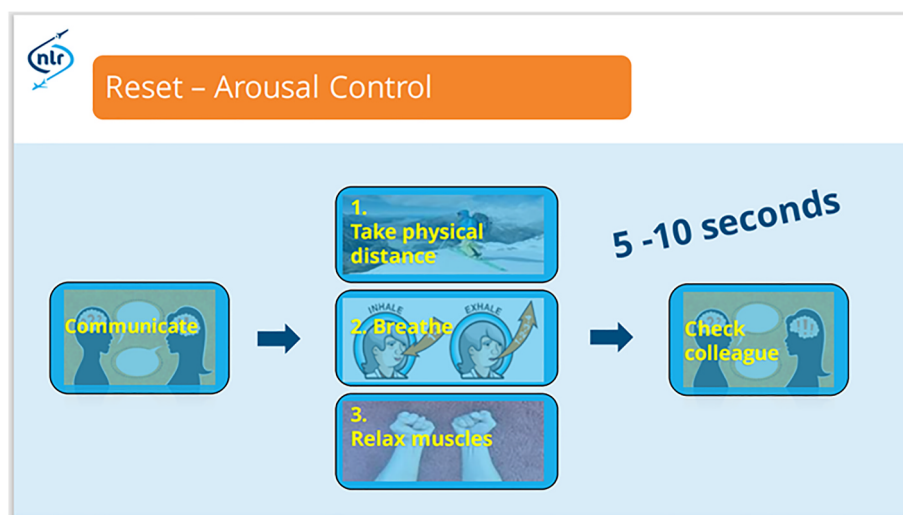 nlr
Reset – Arousal Control
Communicate
1.
Take physical
distance
INHALE
EXHALE
2. Breathe
3.
Relax muscles
5 -10 seconds
Check
colleague